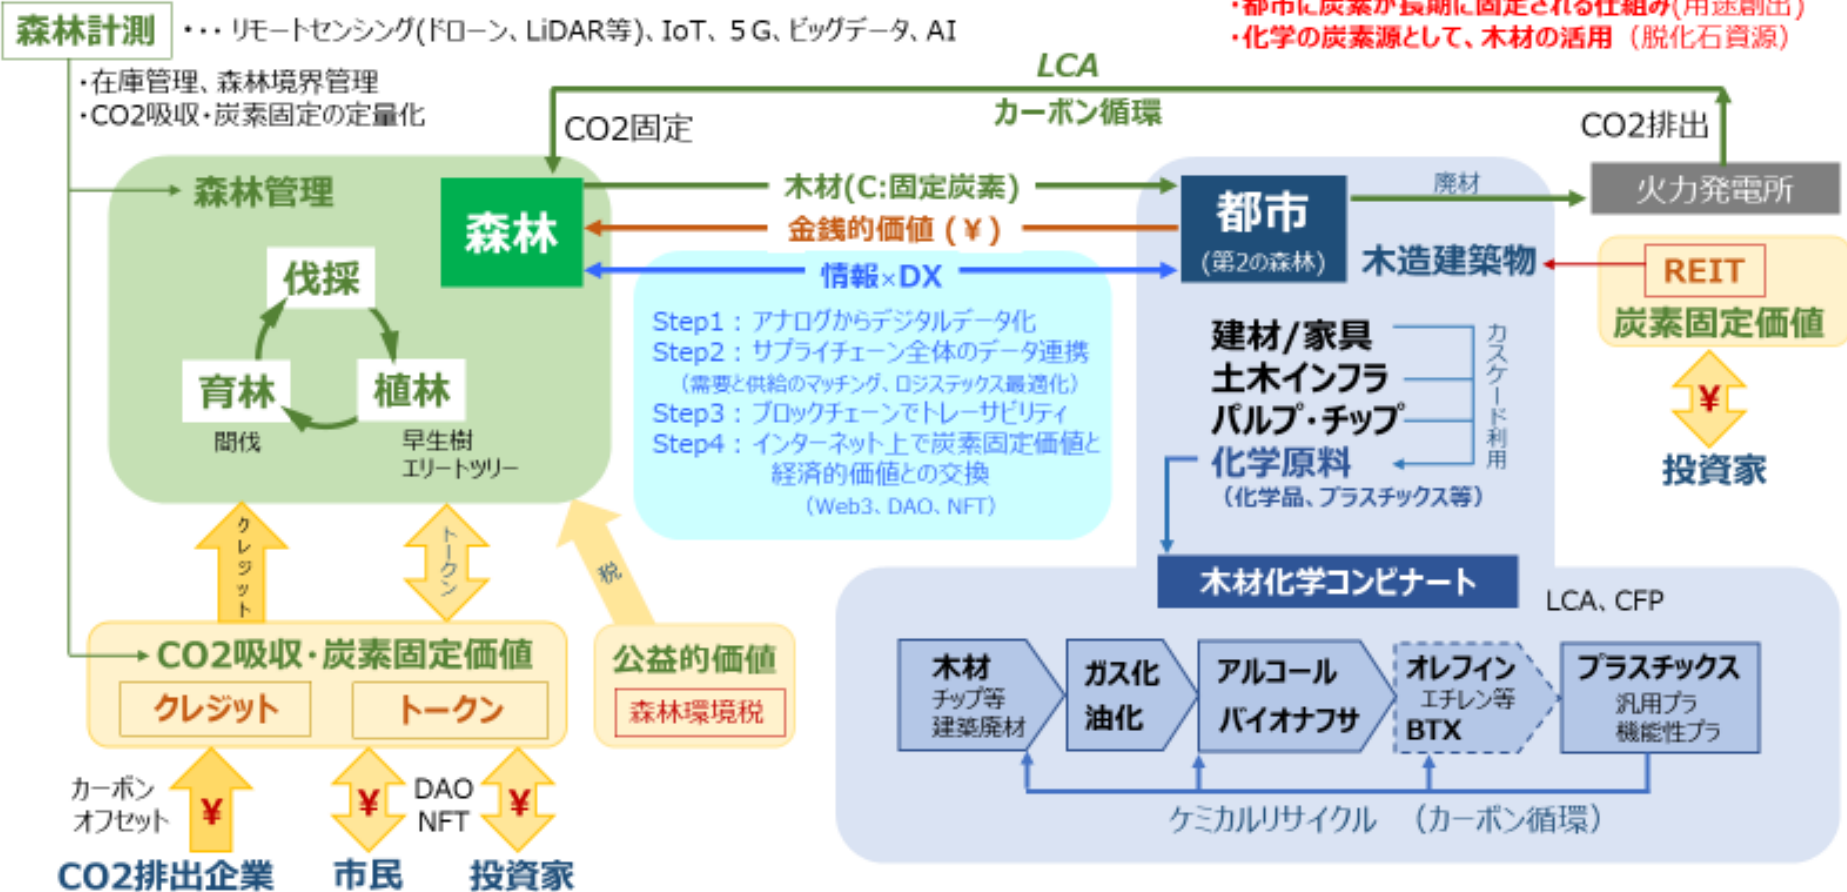 ・都市に炭素が長期に固定される仕組み(用途創出)
・化学の炭素源として、木材の活用（脱化石資源）
森林計測
・・・ リモートセンシング(ドローン、LiDAR等)、IoT、５G、ビッグデータ、AI
・在庫管理、森林境界管理
・CO2吸収・炭素固定の定量化
LCA
カーボン循環
CO2固定
CO2排出
森林管理
森林
木材(C:固定炭素)
金銭的価値 (￥)
情報×DX
都市
(第2の森林)
廃材
火力発電所
木造建築物
REIT
炭素固定価値
￥
投資家
伐採
育林
植林
間伐
早生樹
エリートツリー
Step1：アナログからデジタルデータ化
Step2：サプライチェーン全体のデータ連携
（需要と供給のマッチング、ロジステックス最適化）
Step3：ブロックチェーンでトレーサビリティ
Step4：インターネット上で炭素固定価値と
経済的価値との交換
（Web3、DAO、NFT）
建材/家具
土木インフラ
パルプ・チップ
化学原料
（化学品、プラスチックス等）
カスケード利用
クレジット
トークン
税
CO2吸収・炭素固定価値
クレジット
トークン
公益的価値
森林環境税
カーボン
オフセット
￥
￥
DAO
NFT
￥
CO2排出企業
市民
投資家
木材化学コンビナート
LCA、CFP
木材
チップ等
建築廃材
ガス化
油化
アルコール
バイオナフサ
オレフィン
エチレン等
BTX
プラスチックス
汎用プラ
機能性プラ
ケミカルリサイクル （カーボン循環）